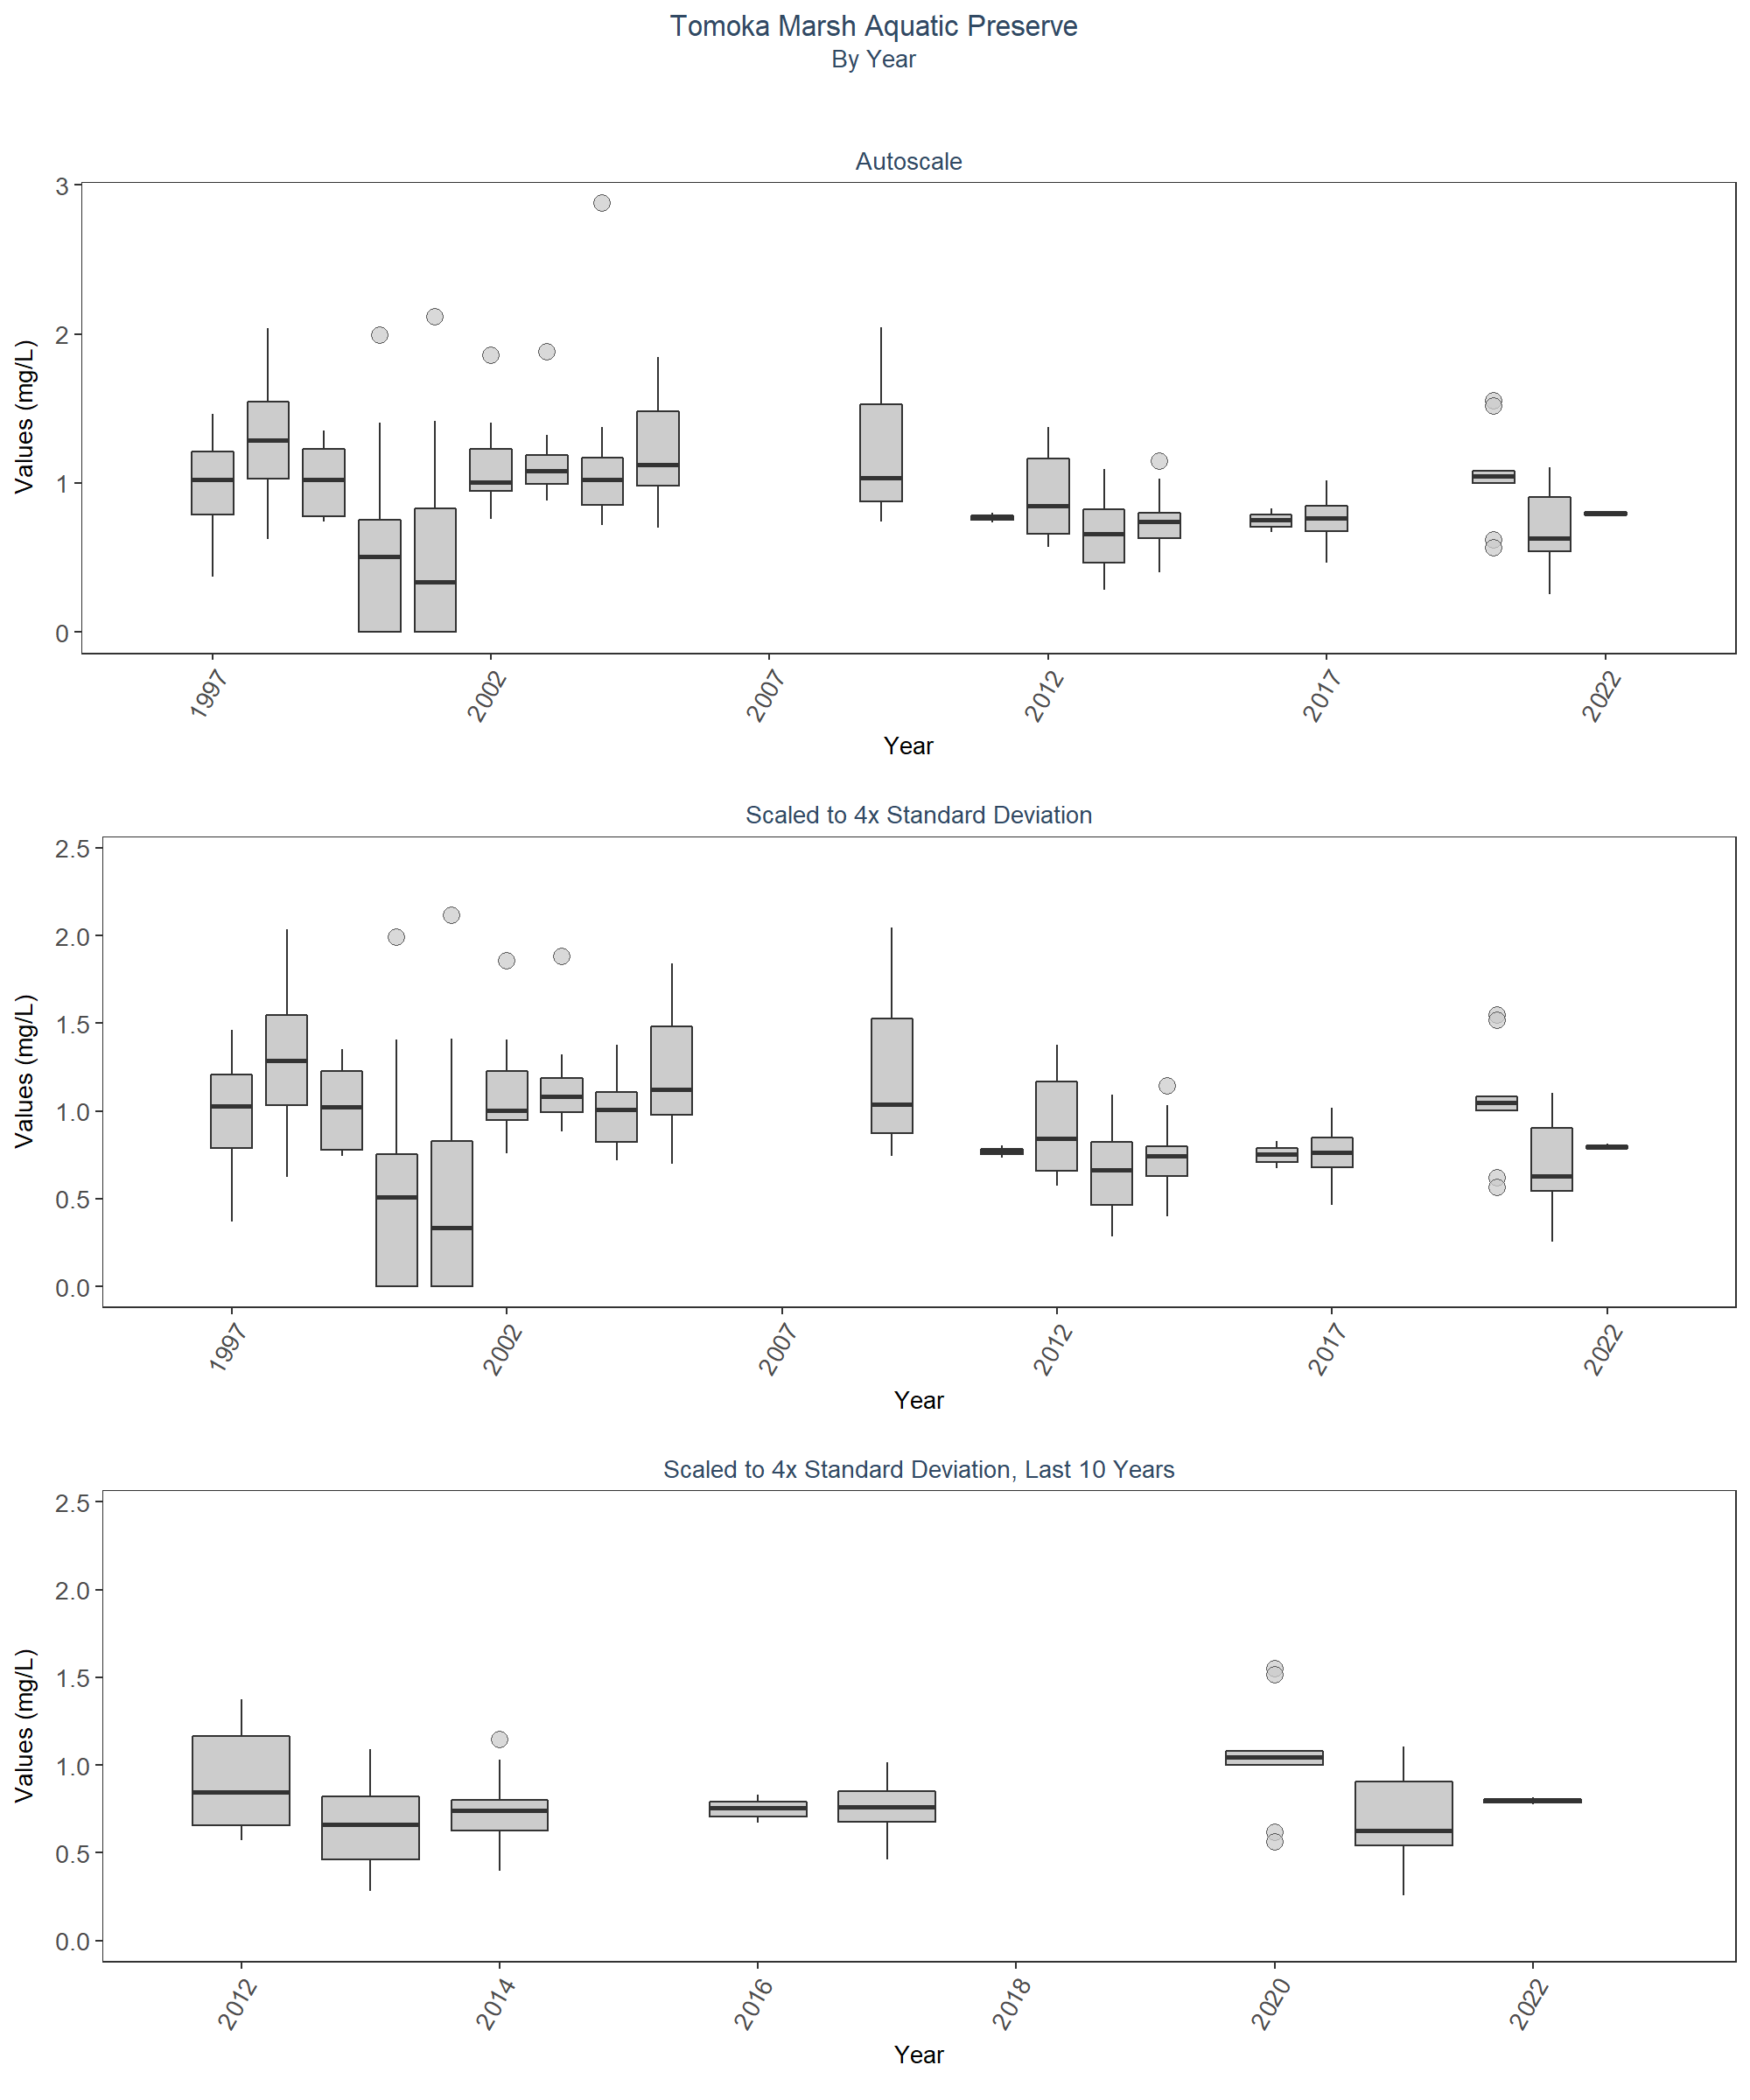 Tomoka Marsh Aquatic Preserve
By Year
Autoscale
3
2
1
0
Values (mg/L)
1997 2002 2007 2012 2017 2022
Year
Scaled to 4x Standard Deviation
2.5
2.0
1.5
1.0
0.5
0.0
Values (mg/L)
1997 2002 2007 2012 2017 2022
Year
Scaled to 4x Standard Deviation, Last 10 Years
2.5
2.0
1.5
1.0
0.5
0.0
Values (mg/L)
2012 2014 2016 2018 2020 2022
Year